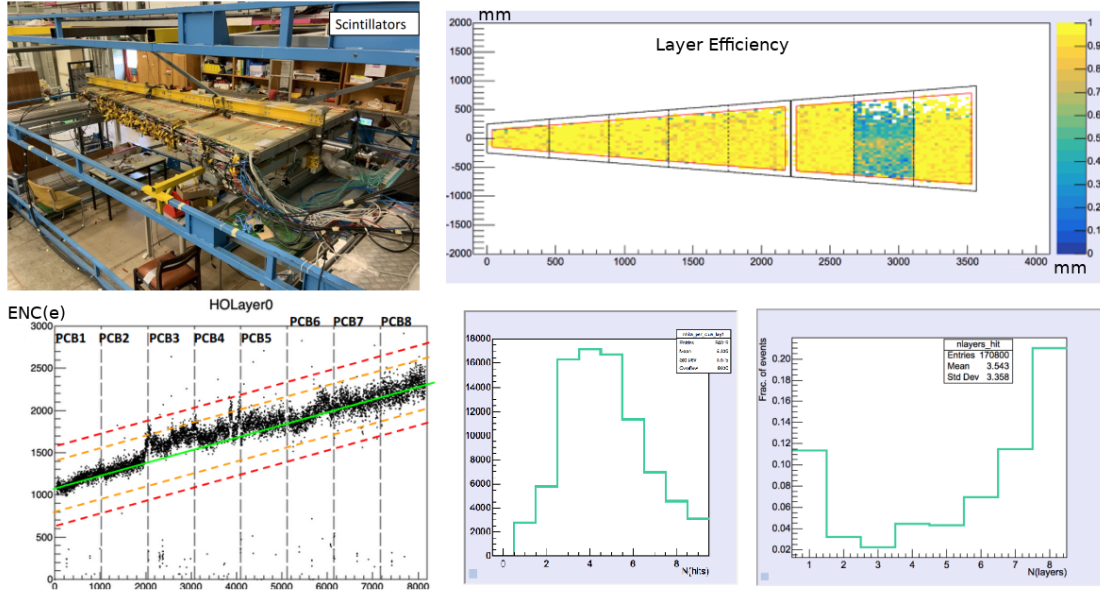 Scintillators
mm
Layer Efficiency
2000
1500
1000
500
0
-500
-1000
-1500
-2000
0 500 1000 1500 2000 2500 3000 3500 4000
mm
1
0.9
0.8
0.7
0.6
0.5
0.4
0.3
0.2
0.1
0
ENC(e)
HOLayer0
PCB1 PCB2 PCB3 PCB4 PCB5 PCB6 PCB7 PCB8
3000
2500
2000
1500
1000
500
0
0 1000 2000 3000 4000 5000 6000 7000 8000
18000
16000
14000
12000
10000
8000
6000
4000
2000
0
0 2 4 6 8
N(hits)
Entries
Mean
Std Dev
Frac. of events
nlayers_hit
Entries 170800
Mean 3.543
Std Dev 3.358
0.20
0.18
0.16
0.14
0.12
0.10
0.08
0.06
0.04
0.02
1 2 3 4 5 6 7 8
N(layers)